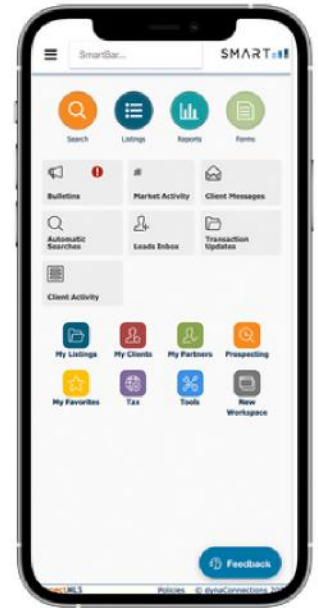 SmartBar...
SMART
Search Listings Reports Forms
Bulletins Market Activity Client Messages
Automatic
Searches
Leads Inbox
Transaction
Updates
Client Activity
My Listings My Clients My Partners Prospecting
My Favorites Tax Tools New
Workspace
Feedback
Policies © dynaConnections